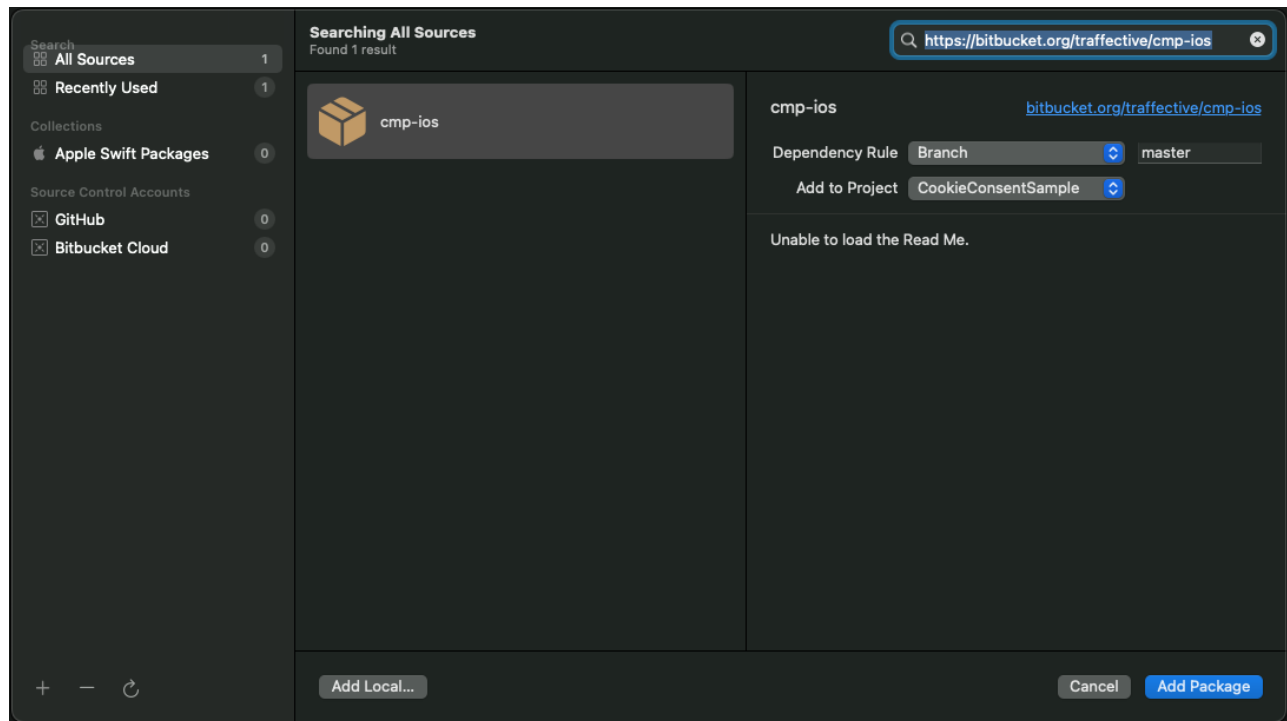 Search
All Sources 1
Recently Used 1
Collections
Apple Swift Packages 0
Source Control Accounts
GitHub 0
Bitbucket Cloud 0
Searching All Sources
Found 1 result
https://bitbucket.org/traffective/cmp-ios
cmp-ios
cmp-ios bitbucket.org/traffective/cmp-ios
Dependency Rule Branch master
Add to Project CookieConsentSample
Unable to load the Read Me.
Add Local... Cancel Add Package